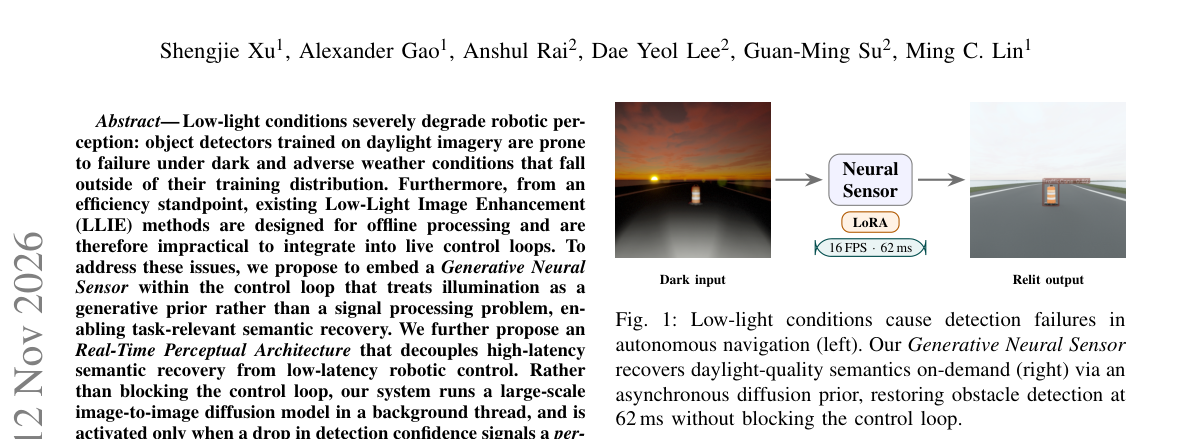 Shengjie Xu1, Alexander Gao1, Anshul Rai2, Dae Yeol Lee2, Guan-Ming Su2, Ming C. Lin1
12 Nov 2026
Abstract—Low-light conditions severely degrade robotic per-
ception: object detectors trained on daylight imagery are prone
to failure under dark and adverse weather conditions that fall
outside of their training distribution. Furthermore, from an
efficiency standpoint, existing Low-Light Image Enhancement
(LLIE) methods are designed for offline processing and are
therefore impractical to integrate into live control loops. To
address these issues, we propose to embed a Generative Neural
Sensor within the control loop that treats illumination as a
generative prior rather than a signal processing problem, en-
abling task-relevant semantic recovery. We further propose an
Real-Time Perceptual Architecture that decouples high-latency
semantic recovery from low-latency robotic control. Rather
than blocking the control loop, our system runs a large-scale
image-to-image diffusion model in a background thread, and is
activated only when a drop in detection confidence signals a per-
Neural
Sensor
LoRA
16 FPS · 62 ms
Dark input
Relit output
Fig. 1: Low-light conditions cause detection failures in
autonomous navigation (left). Our Generative Neural Sensor
recovers daylight-quality semantics on-demand (right) via an
asynchronous diffusion prior, restoring obstacle detection at
62 ms without blocking the control loop.